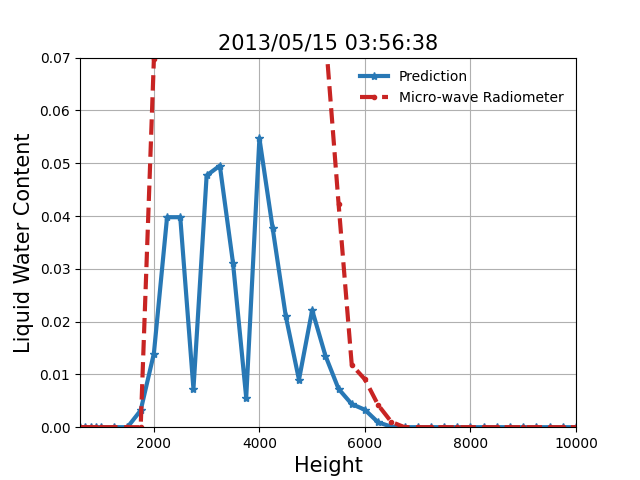 2013/05/15 03:56:38
Liquid Water Content
0.07
0.06
0.05
0.04
0.03
0.02
0.01
0.00
Prediction
Micro-wave Radiometer
2000 4000 6000 8000 10000
Height